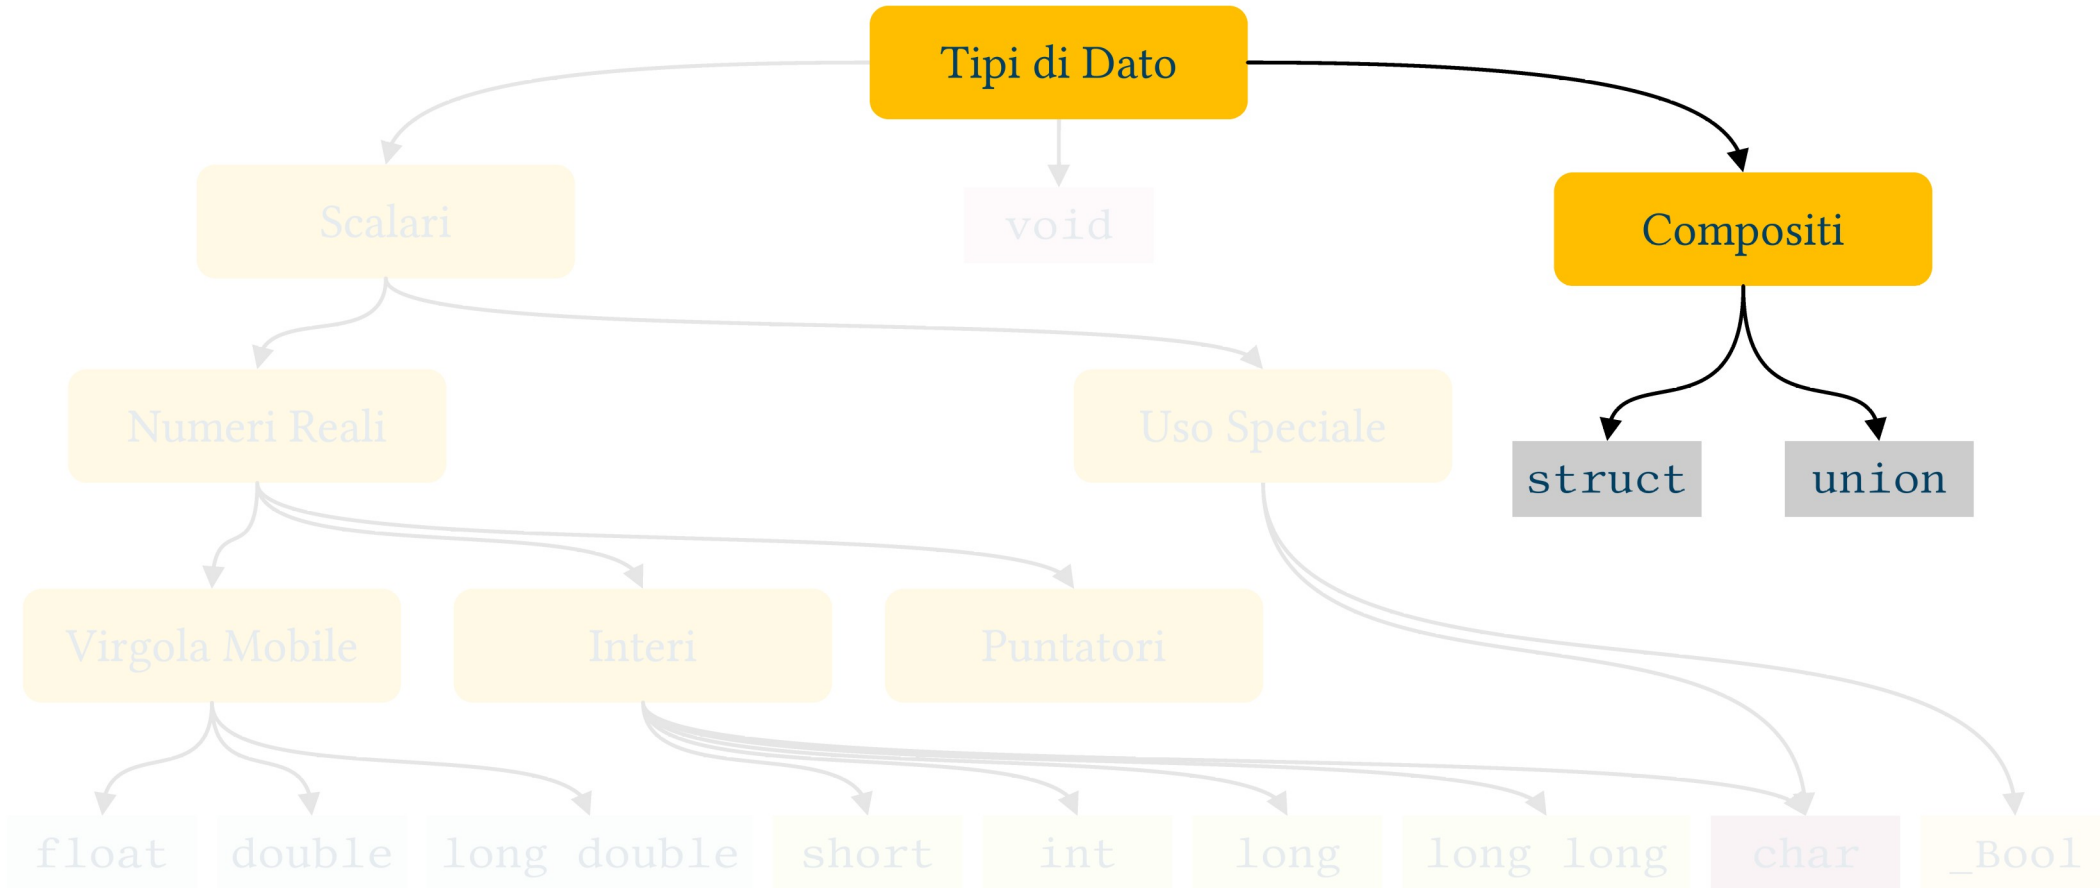 Tipi di Dato
Scalari
void
Compositi
Numeri Reali
Uso Speciale
struct
union
Virgola Mobile
Interi
Puntatori
float
double
long double
short
int
long
long long
char
_Bool